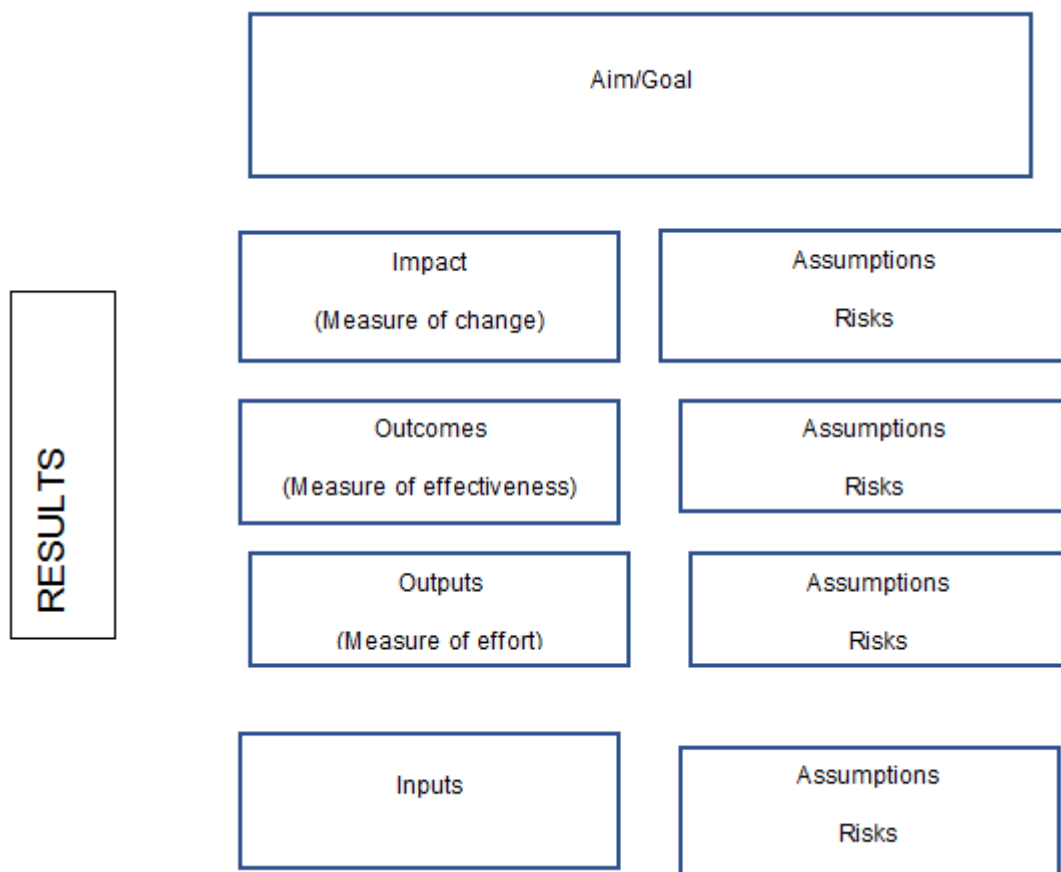 Aim/Goal
Impact
(Measure of change)
Assumptions
Risks
RESULTS
Outcomes
(Measure of effectiveness)
Assumptions
Risks
Outputs
(Measure of effort)
Assumptions
Risks
Inputs
Assumptions
Risks